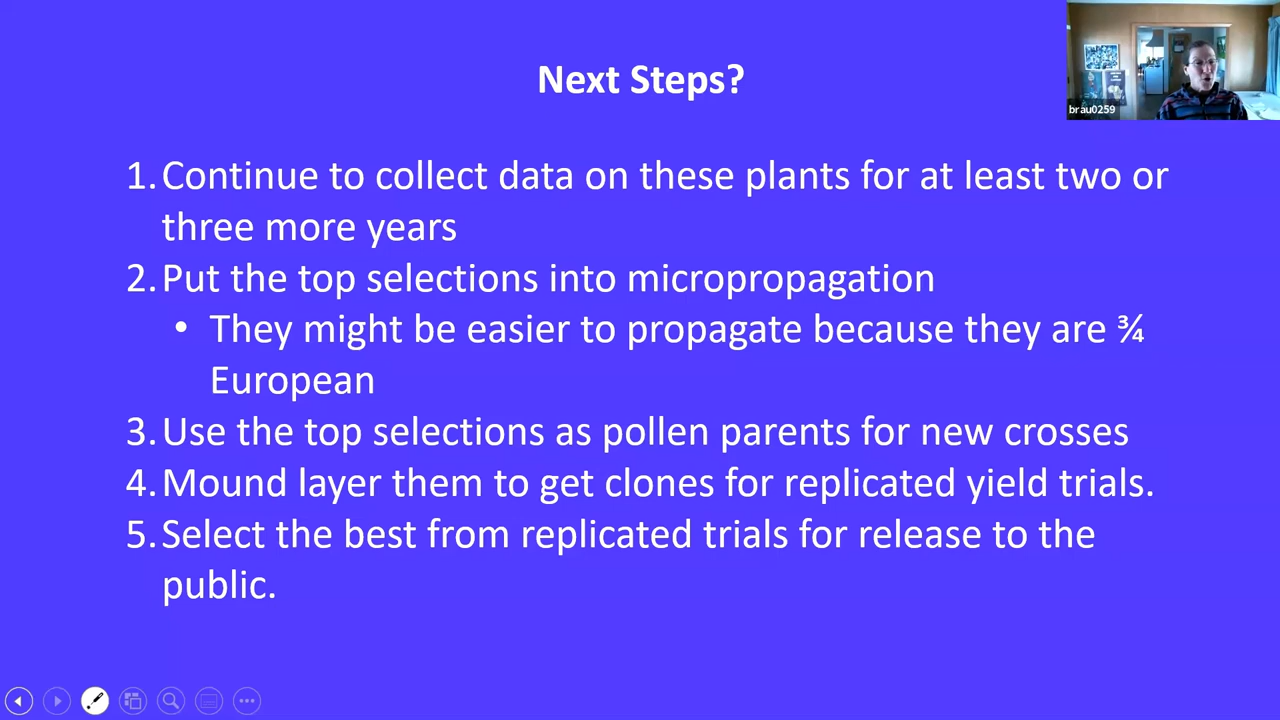 Next Steps?
brau0259
1. Continue to collect data on these plants for at least two or
three more years
2. Put the top selections into micropropagation
• They might be easier to propagate because they are ¾
European
3. Use the top selections as pollen parents for new crosses
4. Mound layer them to get clones for replicated yield trials.
5. Select the best from replicated trials for release to the
public.